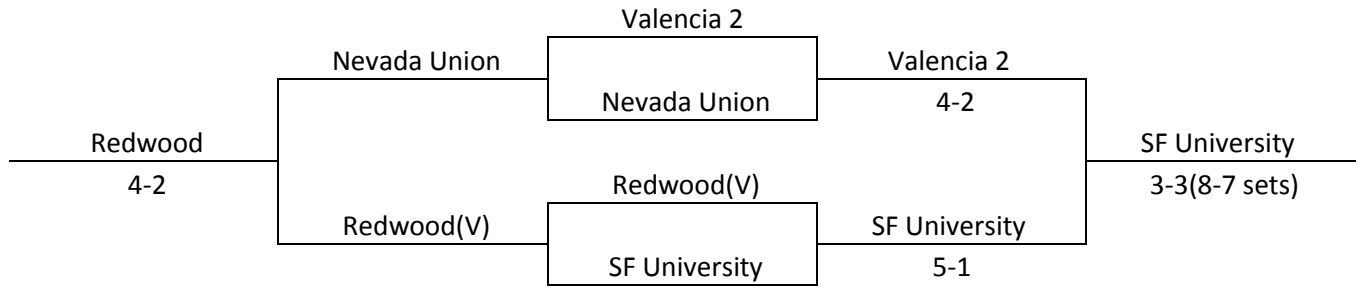 Valencia 2
Nevada Union
Valencia 2
Nevada Union
4-2
Redwood
SF University
4-2
Redwood(V)
3-3(8-7 sets)
Redwood(V)
SF University
SF University
5-1